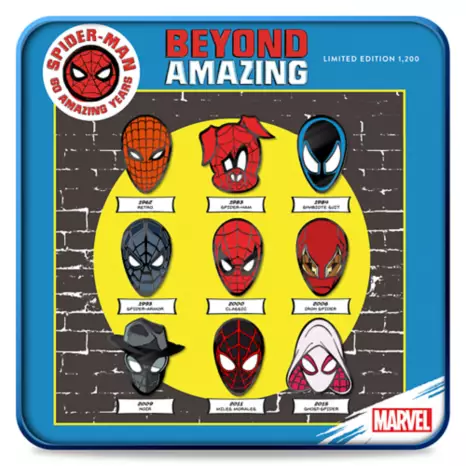 SPIDER-MAN
60 AMAZING YEARS
BEYOND
AMAZING
LIMITED EDITION 1,200
1962
RETRO
1983
SPIDER-HAM
1984
SYMBIOTE SUIT
1993
SPIDER-ARMOR
2000
CLASSIC
2006
IRON SPIDER
2009
NOIR
2011
MILES MORALES
2015
GHOST-SPIDER
MARVEL